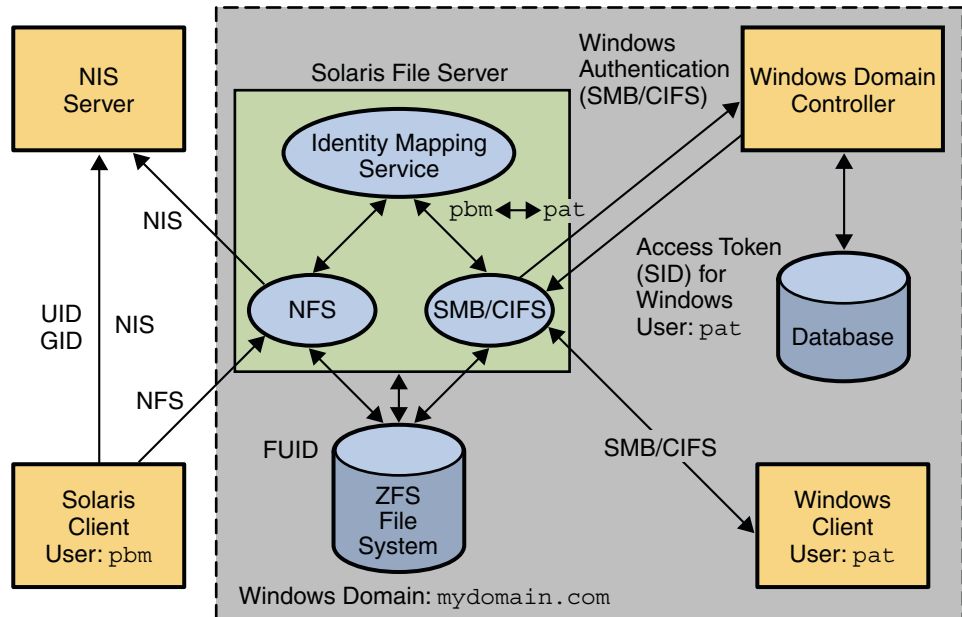 NIS
Server
Solaris File Server
Identity Mapping
Service
pbm
pat
NFS
SMB/CIFS
Windows
Authentication
(SMB/CIFS)
Windows Domain
Controller
NIS
UID
GID
NIS
NFS
Access Token
(SID) for
Windows
User: pat
Database
FUID
ZFS
File
System
SMB/CIFS
Solaris
Client
User: pbm
Windows
Client
User: pat
Windows Domain: mydomain.com